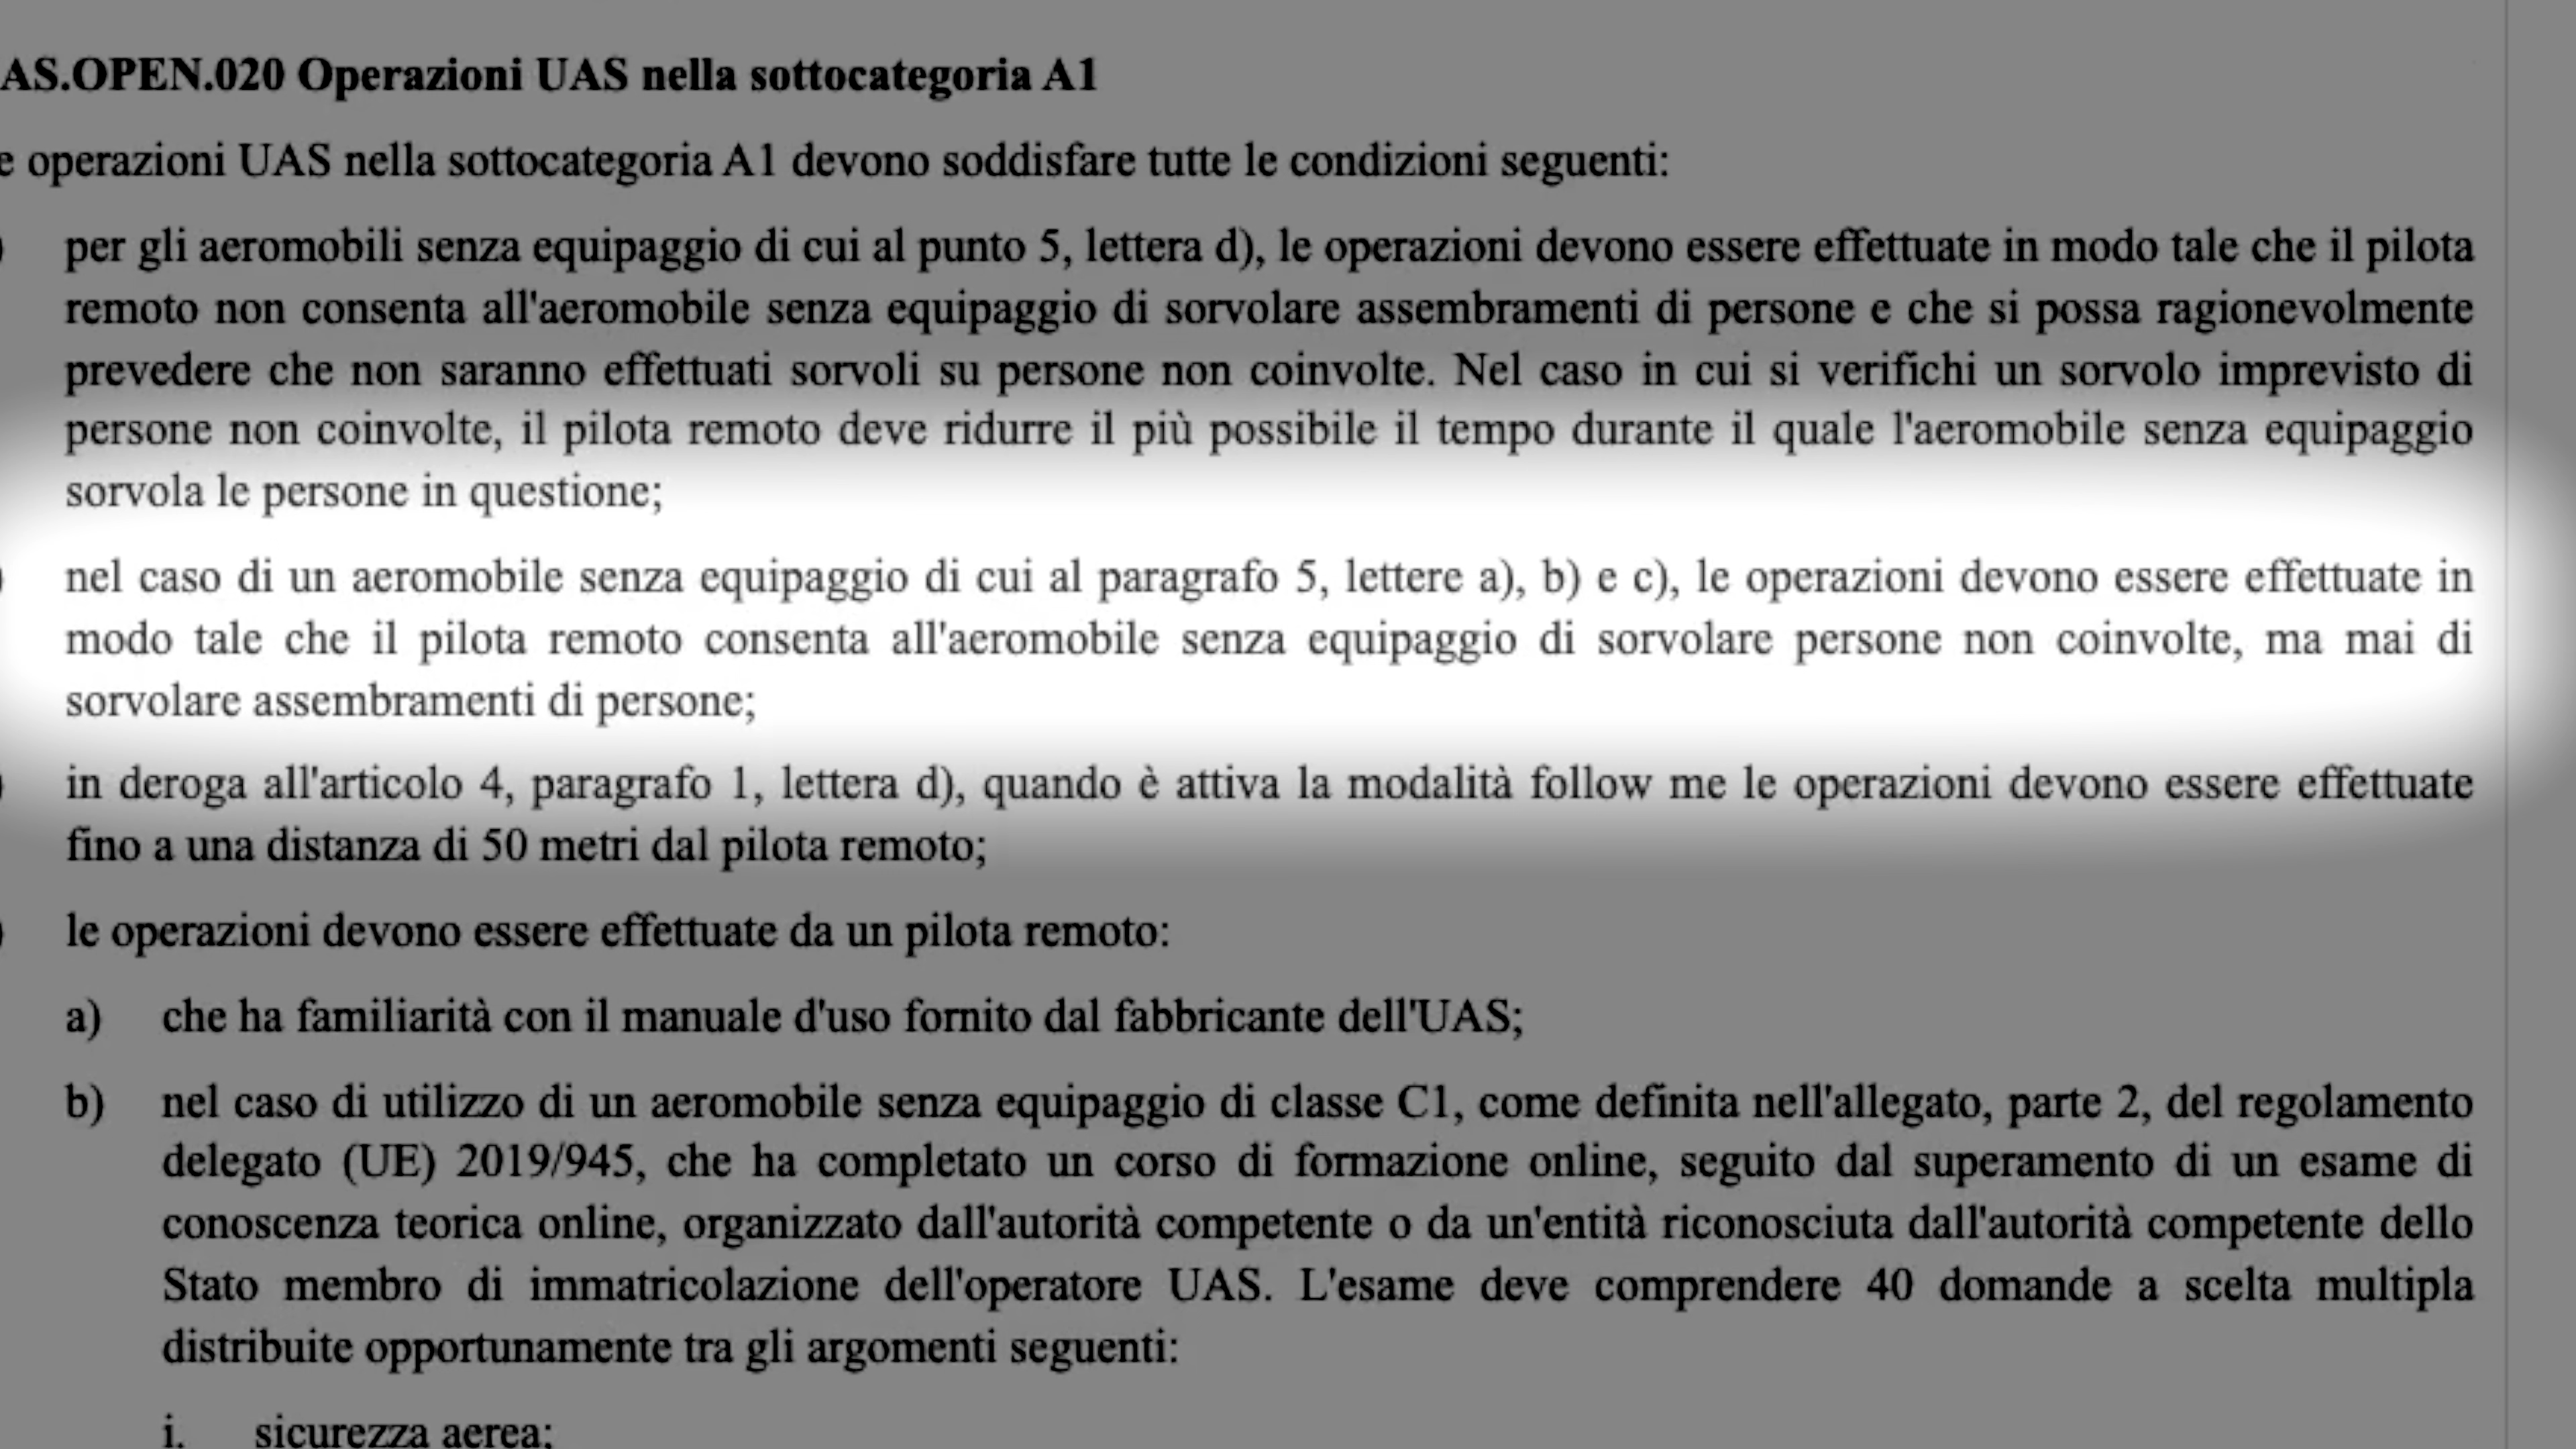 AS.OPEN.020 Operazioni UAS nella sottocategoria A1
e operazioni UAS nella sottocategoria A1 devono soddisfare tutte le condizioni seguenti:
) per gli aeromobili senza equipaggio di cui al punto 5, lettera d), le operazioni devono essere effettuate in modo tale che il pilota
remoto non consenta all'aeromobile senza equipaggio di sorvolare assembramenti di persone e che si possa ragionevolmente
prevedere che non saranno effettuati sorvoli su persone non coinvolte. Nel caso in cui si verifichi un sorvolo imprevisto di
persone non coinvolte, il pilota remoto deve ridurre il più possibile il tempo durante il quale l'aeromobile senza equipaggio
sorvola le persone in questione;
) nel caso di un aeromobile senza equipaggio di cui al paragrafo 5, lettere a), b) e c), le operazioni devono essere effettuate in
modo tale che il pilota remoto consenta all'aeromobile senza equipaggio di sorvolare persone non coinvolte, ma mai di
sorvolare assembramenti di persone;
) in deroga all'articolo 4, paragrafo 1, lettera d), quando è attiva la modalità follow me le operazioni devono essere effettuate
fino a una distanza di 50 metri dal pilota remoto;
) le operazioni devono essere effettuate da un pilota remoto:
a) che ha familiarità con il manuale d'uso fornito dal fabbricante dell'UAS;
b) nel caso di utilizzo di un aeromobile senza equipaggio di classe C1, come definita nell'allegato, parte 2, del regolamento
delegato (UE) 2019/945, che ha completato un corso di formazione online, seguito dal superamento di un esame di
conoscenza teorica online, organizzato dall'autorità competente o da un'entità riconosciuta dall'autorità competente dello
Stato membro di immatricolazione dell'operatore UAS. L'esame deve comprendere 40 domande a scelta multipla
distribuite opportunamente tra gli argomenti seguenti:
i. sicurezza aerea;